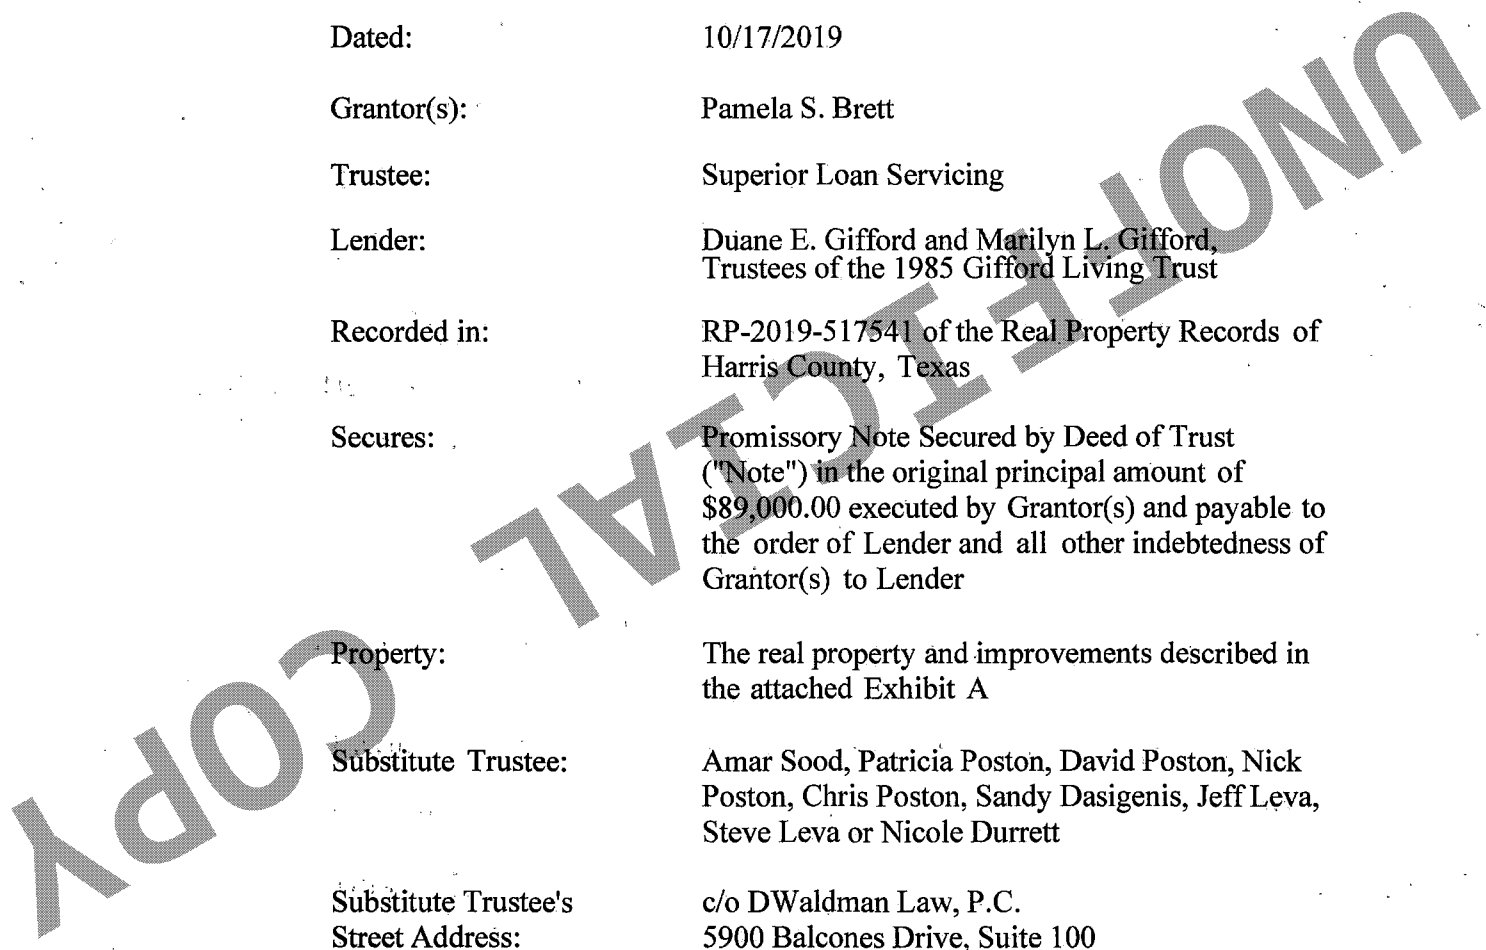 Dated: 10/17/2019
Grantor(s): Pamela S. Brett
Trustee: Superior Loan Servicing
Lender: Duane E. Gifford and Marilyn L. Gifford,
Trustees of the 1985 Gifford Living Trust
Recorded in: RP-2019-517541 of the Real Property Records of
Harris County, Texas
Secures: Promissory Note Secured by Deed of Trust
("Note") in the original principal amount of
$89,000.00 executed by Grantor(s) and payable to
the order of Lender and all other indebtedness of
Grantor(s) to Lender
Property: The real property and improvements described in
the attached Exhibit A
Substitute Trustee: Amar Sood, Patricia Poston, David Poston, Nick
Poston, Chris Poston, Sandy Dasigenis, Jeff Leva,
Steve Leva or Nicole Durrett
Substitute Trustee's c/o DWaldman Law, P.C.
Street Address: 5900 Balcones Drive, Suite 100
UNOFFICIAL COPY